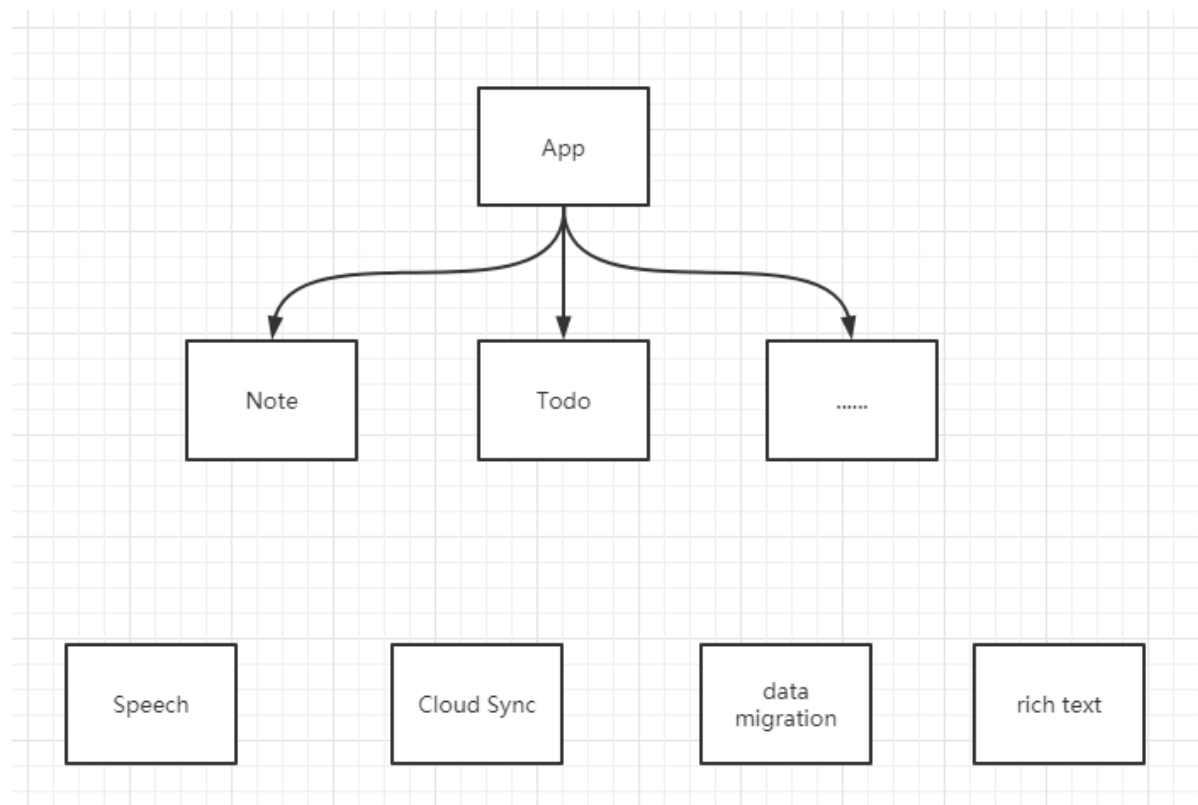 App
Note
Todo
......
Speech
Cloud Sync
data
migration
rich text